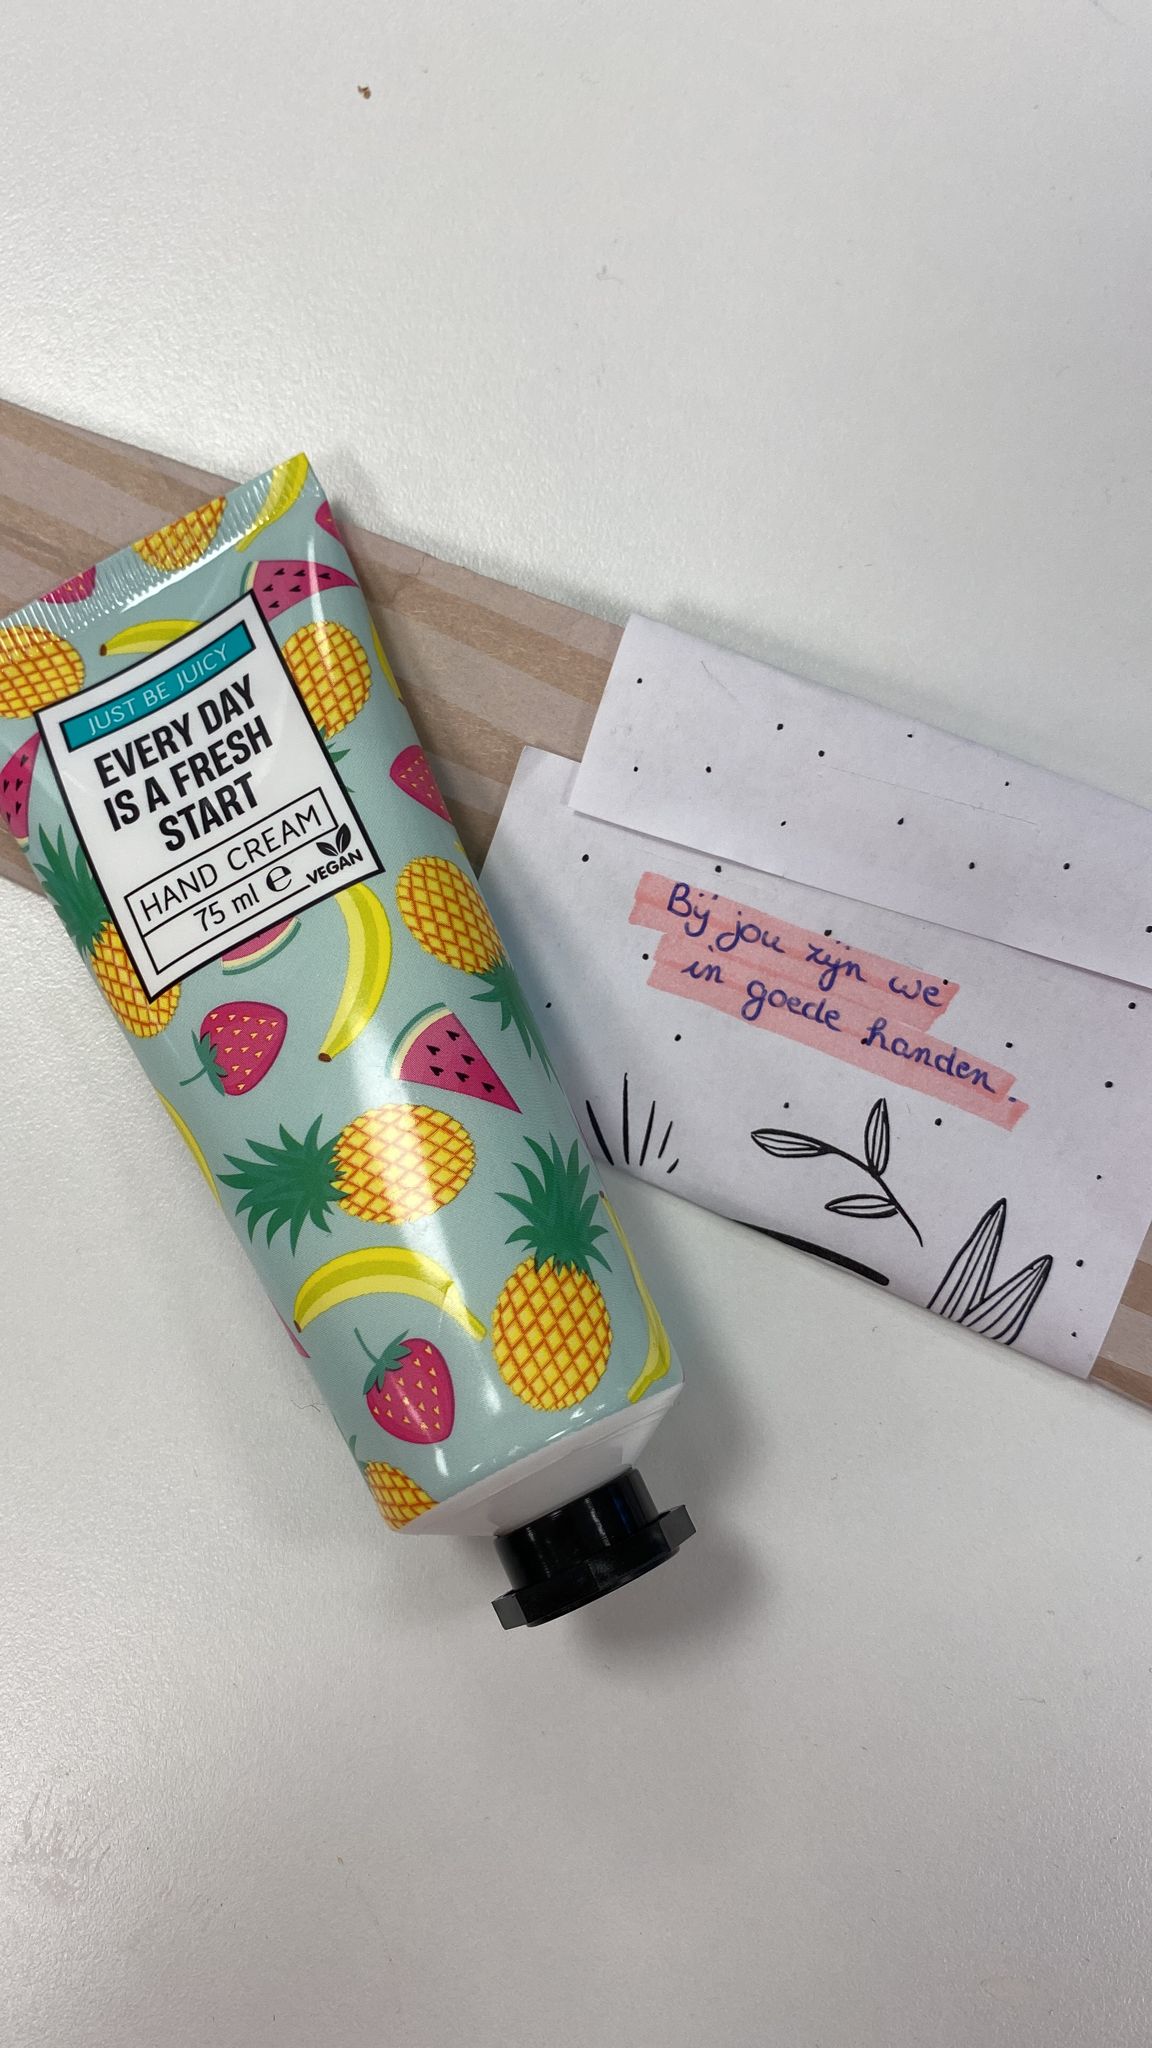 JUST BE JUICY
EVERY DAY
IS A FRESH
START
HAND CREAM
75 ml ℮ VEGAN
Bij jou zijn we
in goede handen.